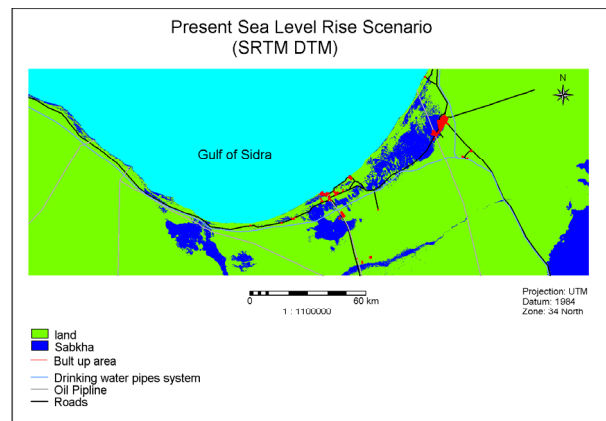 Present Sea Level Rise Scenario
(SRTM DTM)
N
Gulf of Sidra
0 60 km
1 : 1100000
Projection: UTM
Datum: 1984
Zone: 34 North
land
Sabkha
Bult up area
Drinking water pipes system
Oil Pipline
Roads